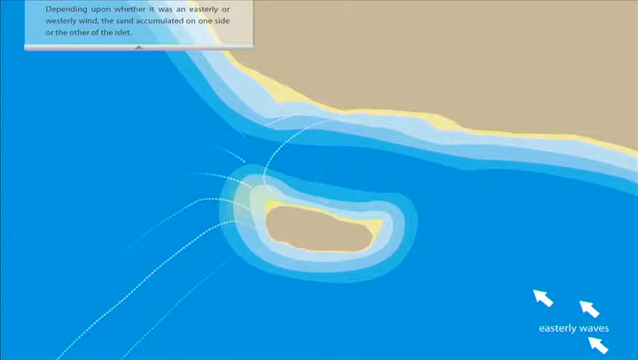 Depending upon whether it was an easterly or
westerly wind, the sand accumulated on one side
or the other of the islet.
easterly waves